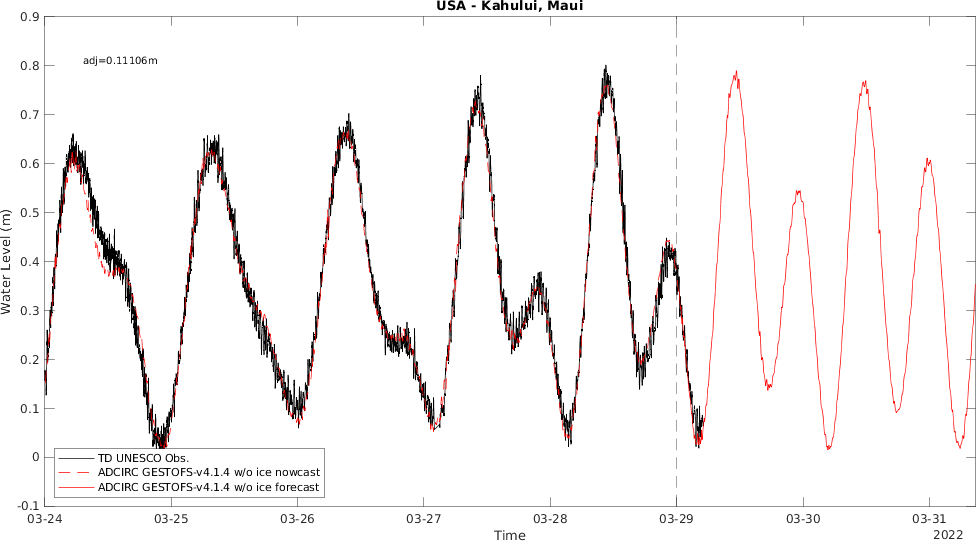 USA - Kahului, Maui
adj=0.11106m
Water Level (m)
0.9
0.8
0.7
0.6
0.5
0.4
0.3
0.2
0.1
0
-0.1
TD UNESCO Obs.
ADCIRC GESTOFS-v4.1.4 w/o ice nowcast
ADCIRC GESTOFS-v4.1.4 w/o ice forecast
03-24 03-25 03-26 03-27 03-28 03-29 03-30 03-31
Time
2022